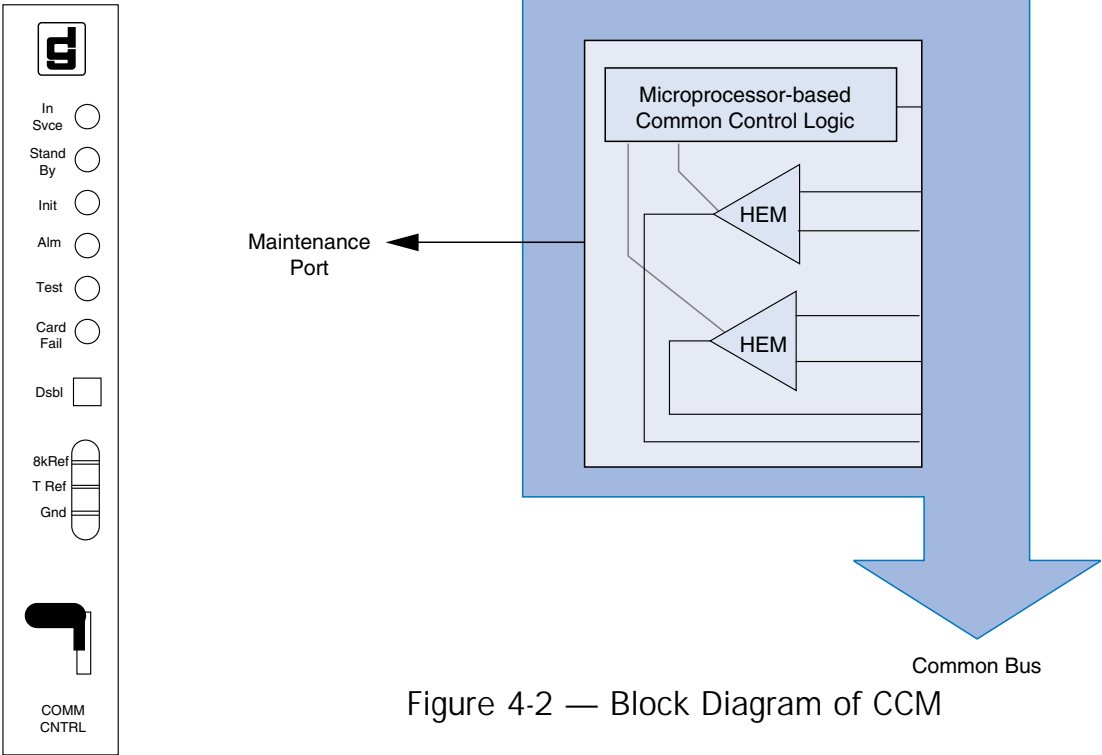 dg
In
Svce
Stand
By
Init
Alm
Test
Card
Fail
Dsbl
8kRef
T Ref
Gnd
COMM
CNTRL
Maintenance
Port
Microprocessor-based
Common Control Logic
HEM
HEM
Common Bus
Figure 4-2 — Block Diagram of CCM